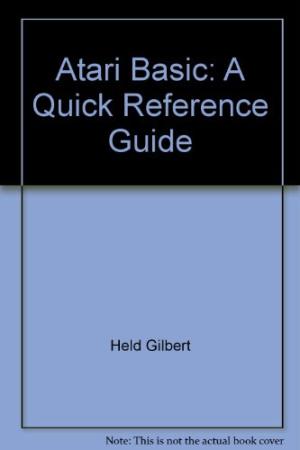 Atari Basic: A
Quick Reference
Guide
Held Gilbert
Note: This is not the actual book cover